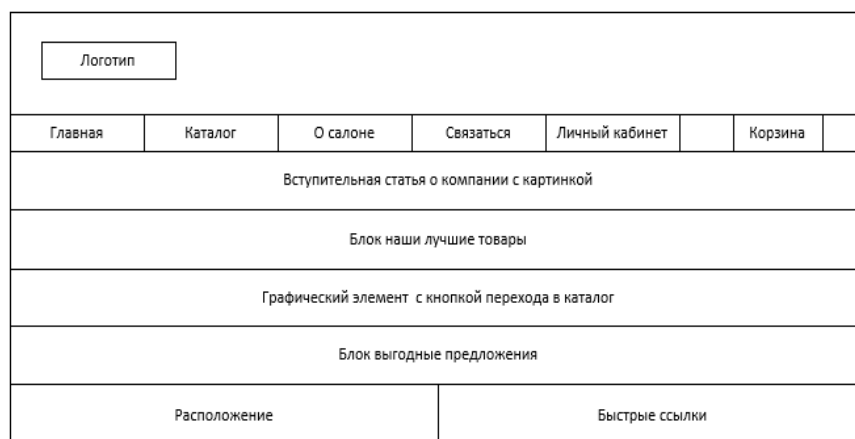 Логотип
Главная
Каталог
О салоне
Связаться
Личный кабинет
Корзина
Вступительная статья о компании с картинкой
Блок наши лучшие товары
Графический элемент с кнопкой перехода в каталог
Блок выгодные предложения
Расположение
Быстрые ссылки